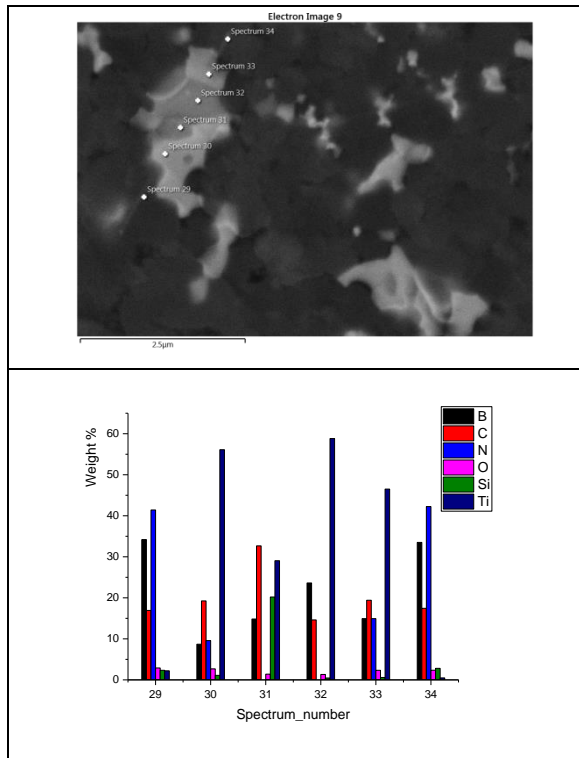 Electron Image 9
Spectrum 34
Spectrum 33
Spectrum 32
Spectrum 31
Spectrum 30
Spectrum 29
2.5μm
Weight %
60
50
40
30
20
10
0
29 30 31 32 33 34
Spectrum_number
B
C
N
O
Si
Ti